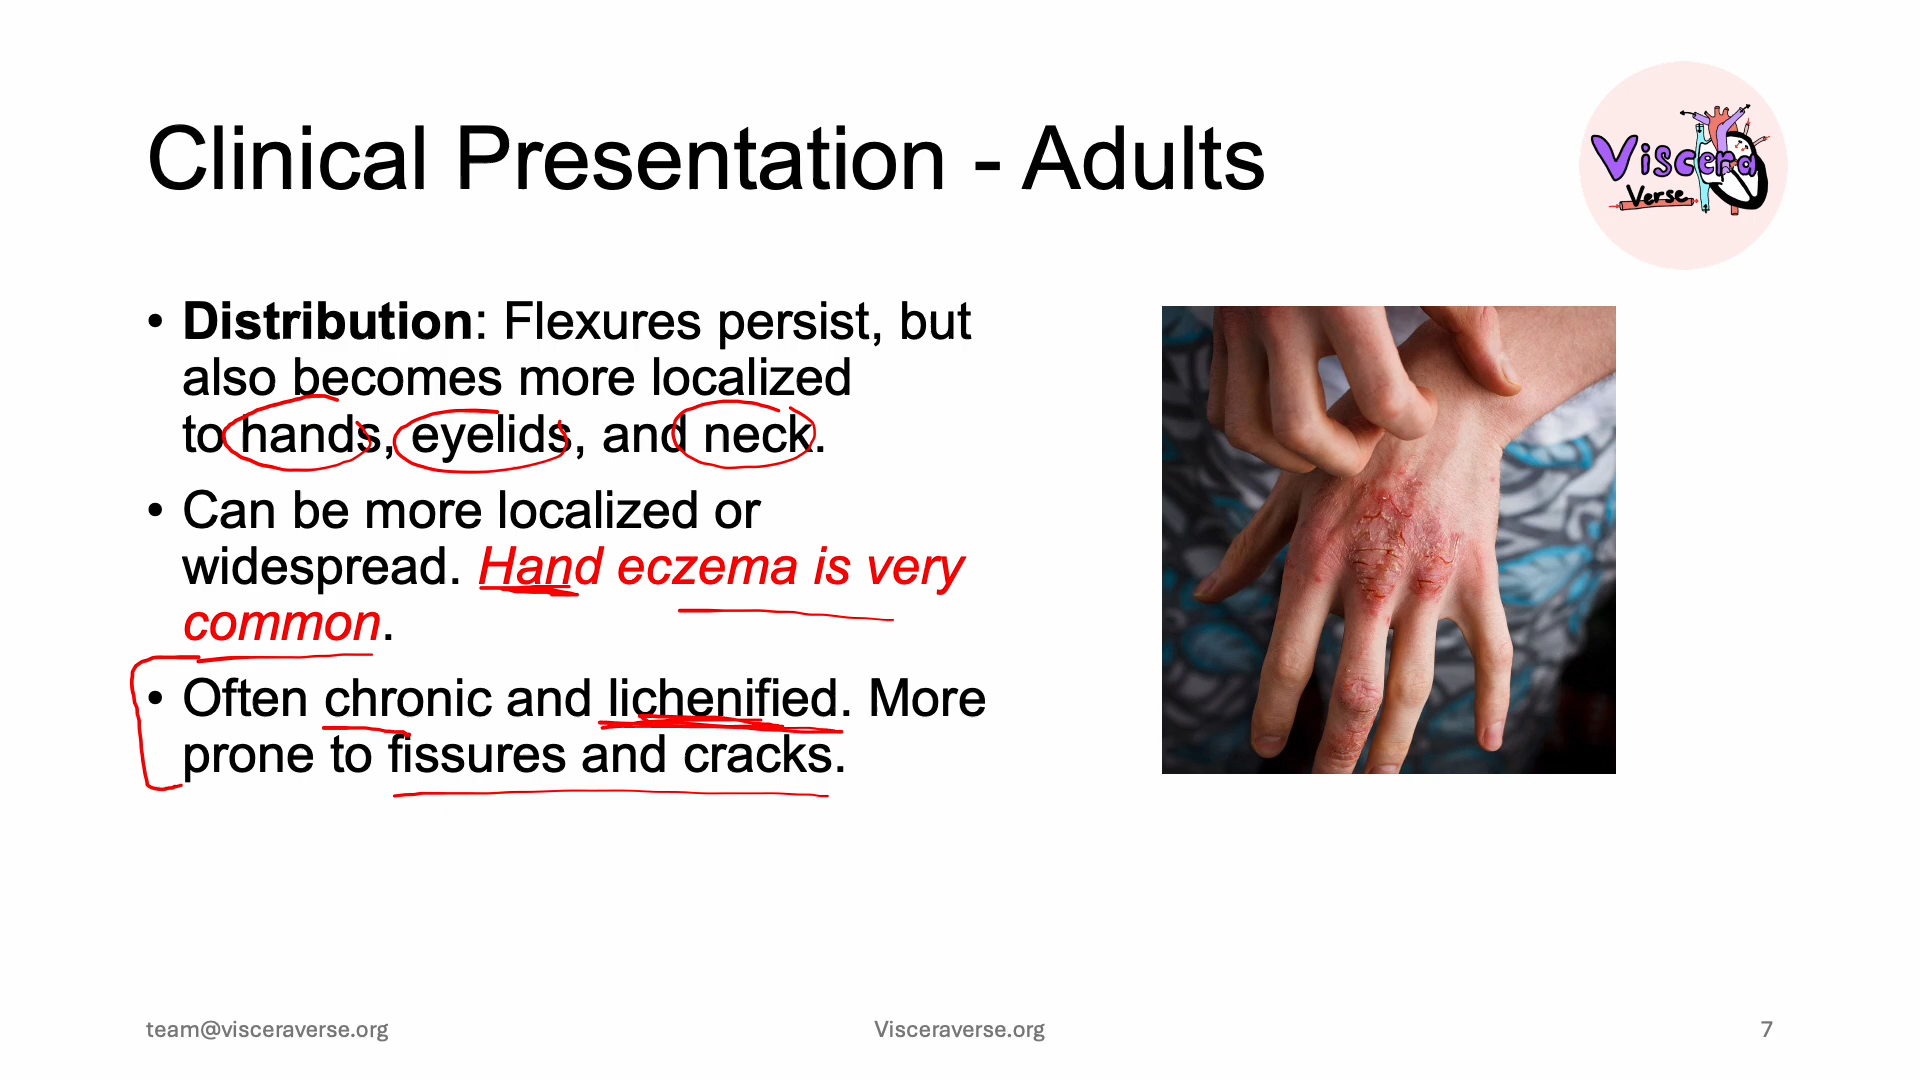 Clinical Presentation - Adults
Viscera
Verse
• Distribution: Flexures persist, but
also becomes more localized
to hands, eyelids, and neck.
• Can be more localized or
widespread. Hand eczema is very
common.
• Often chronic and lichenified. More
prone to fissures and cracks.
team@visceraverse.org
Visceraverse.org
7